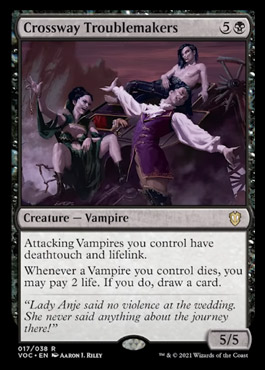 Crossway Troublemakers 5
Creature — Vampire
Attacking Vampires you control have
deathtouch and lifelink.
Whenever a Vampire you control dies, you
may pay 2 life. If you do, draw a card.
“Lady Anje said no violence at the wedding.
She never said anything about the journey
there!”
5/5
017/038 R
VOC • EN AARON J. RILEY
™ & © 2021 Wizards of the Coast